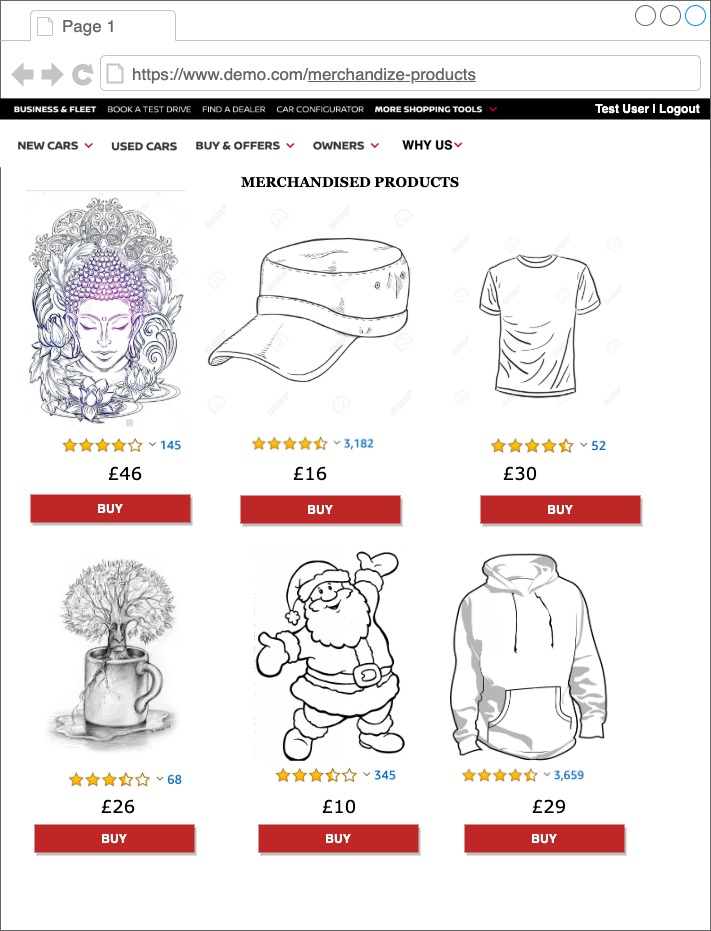 Page 1
https://www.demo.com/merchandize-products
BUSINESS & FLEET BOOK A TEST DRIVE FIND A DEALER CAR CONFIGURATOR MORE SHOPPING TOOLS Test User | Logout
NEW CARS USED CARS BUY & OFFERS OWNERS WHY US
MERCHANDISED PRODUCTS
145 3,182 52
£46 £16 £30
BUY BUY BUY
68 345 3,659
£26 £10 £29
BUY BUY BUY